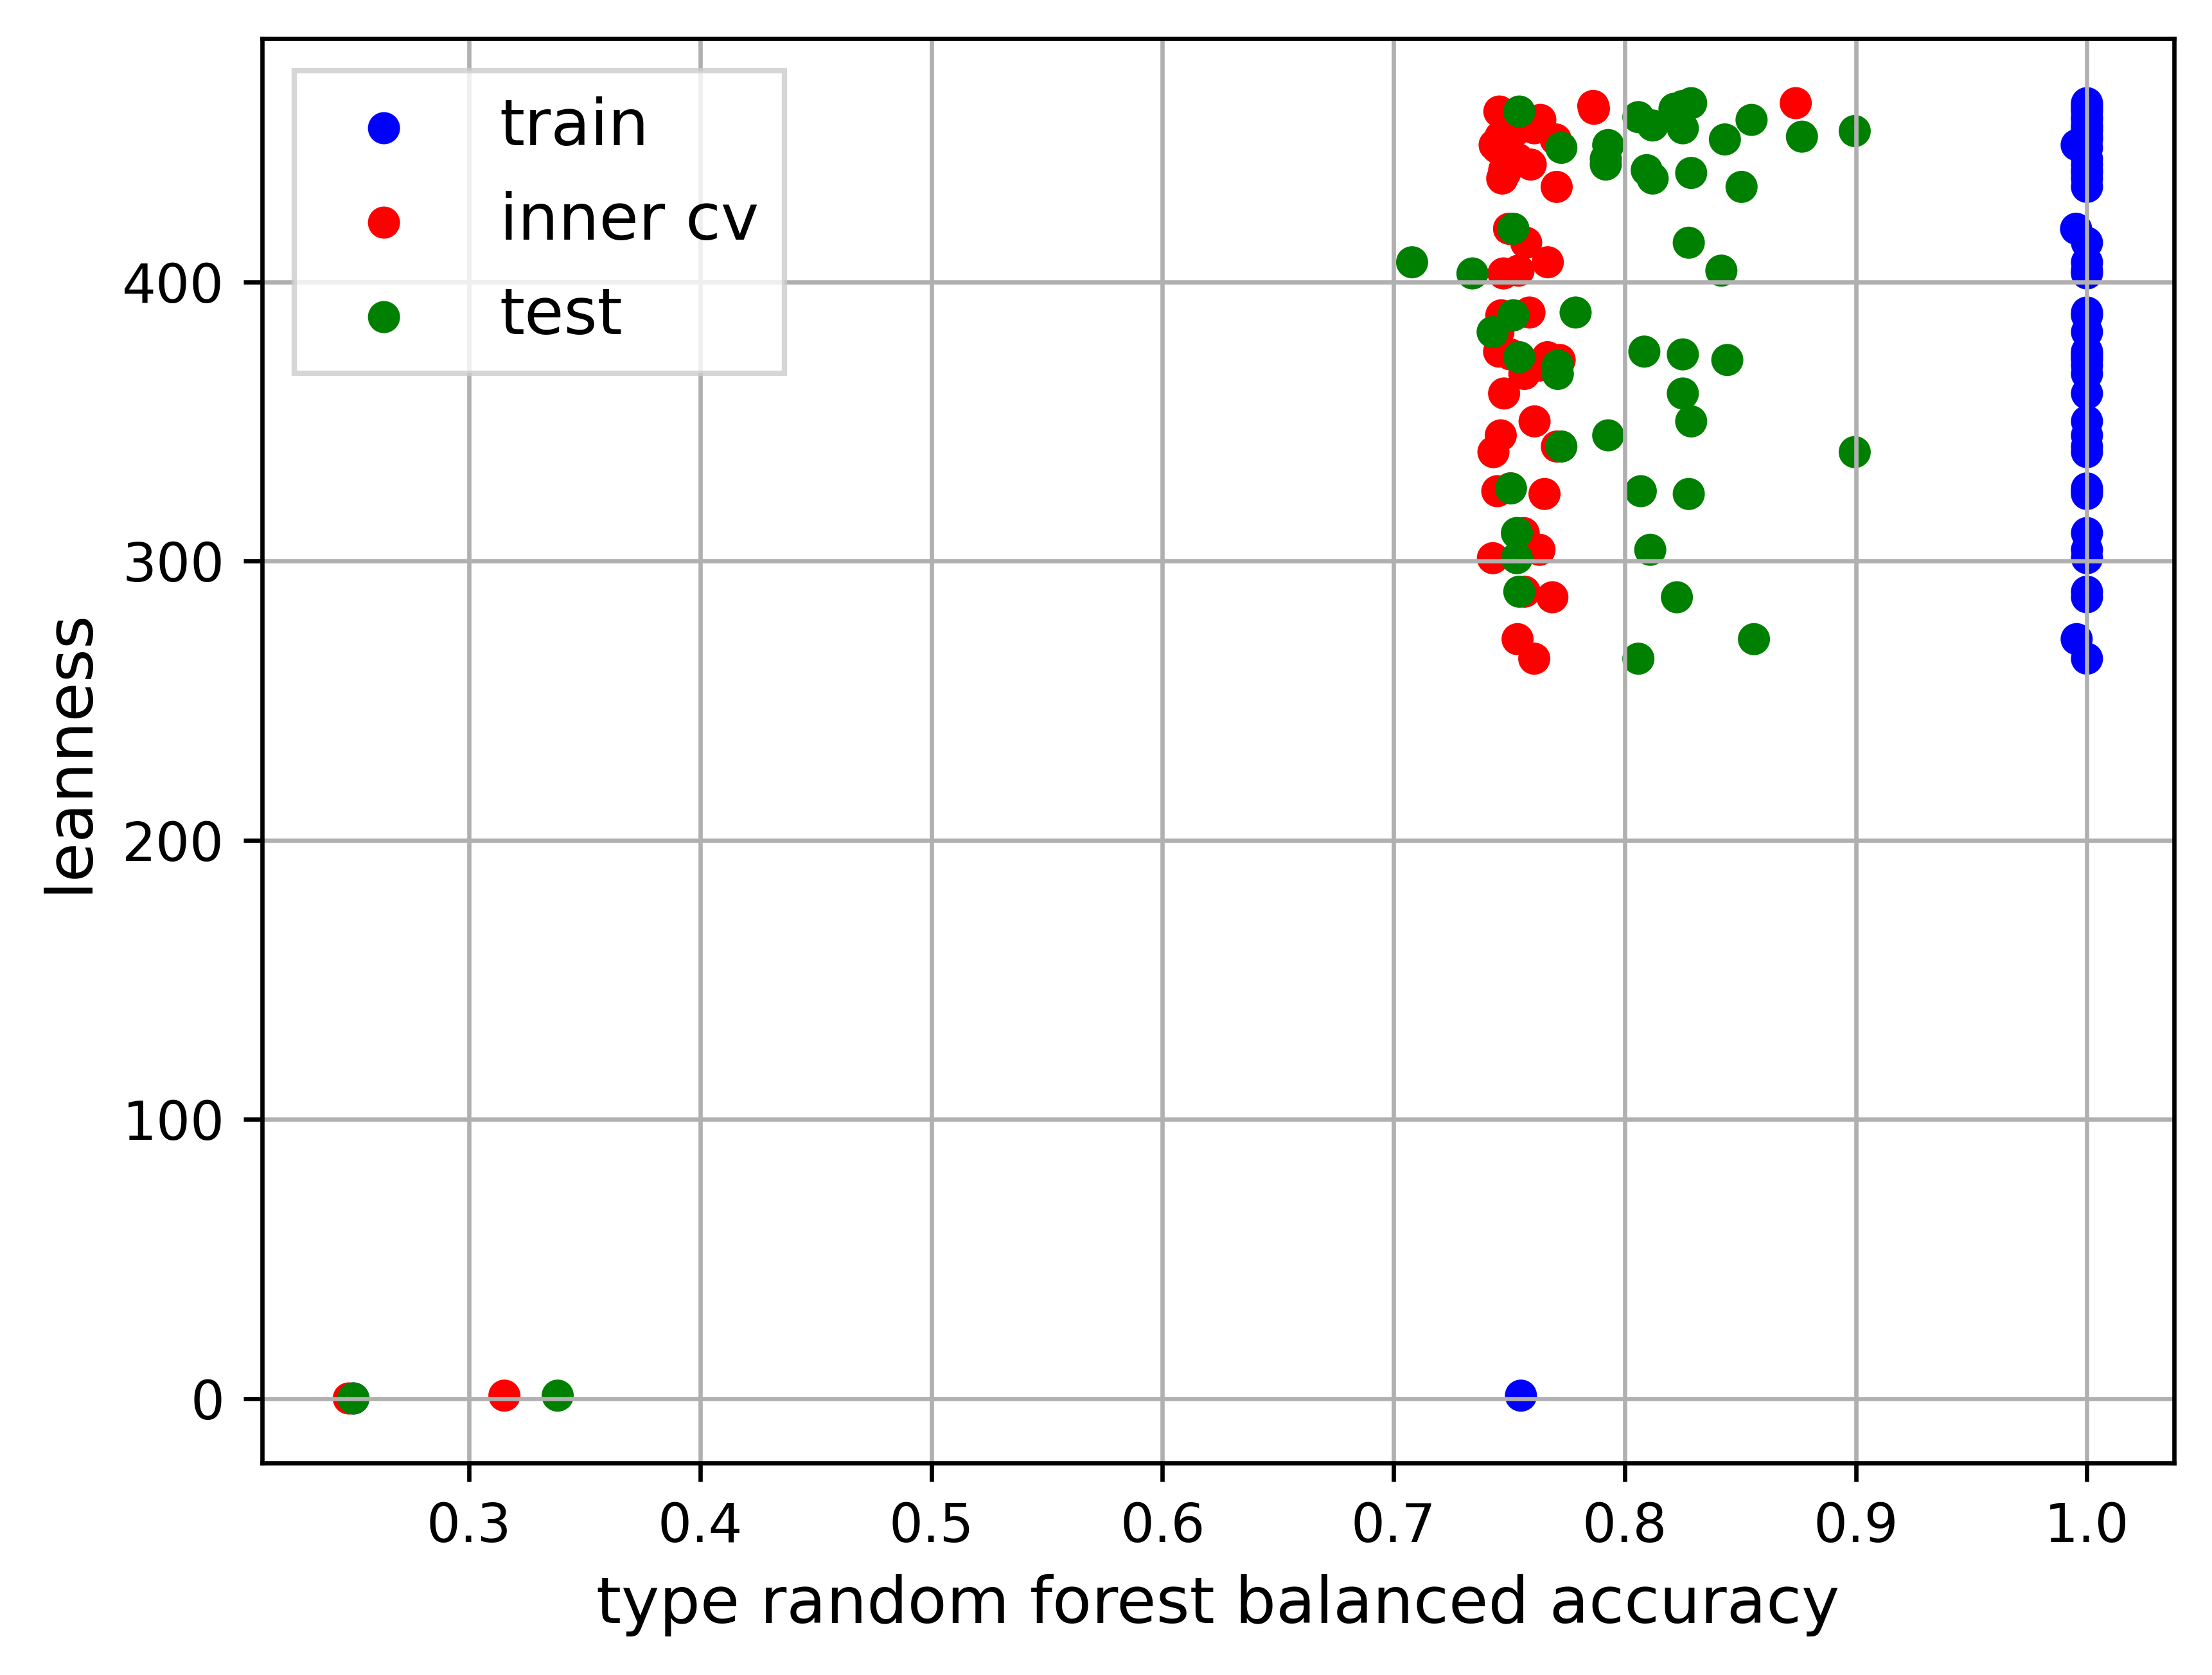 train
inner cv
test
400
300
200
100
0
leanness
0.3 0.4 0.5 0.6 0.7 0.8 0.9 1.0
type random forest balanced accuracy